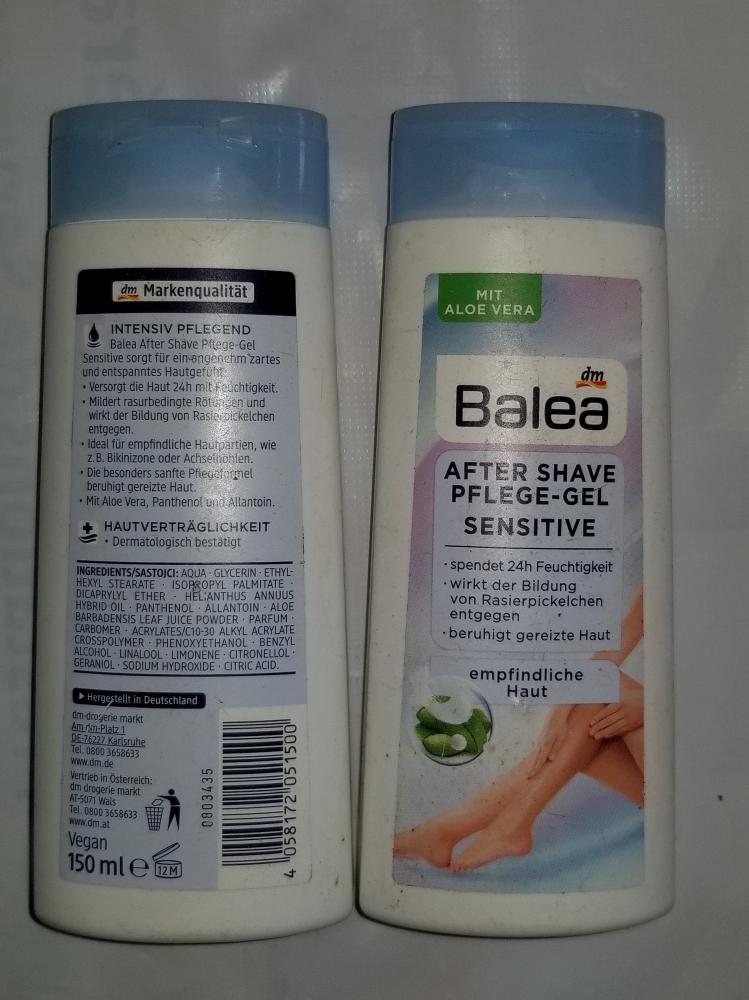 dm Markenqualität
INTENSIV PFLEGEND
Balea After Shave Pflege-Gel
Sensitive sorgt für ein angenehm zartes
und entspanntes Hautgefühl.
• Versorgt die Haut 24h mit Feuchtigkeit.
• Mildert rasurbedingte Rötungen und
wirkt der Bildung von Rasierpickelchen
entgegen.
• Ideal für empfindliche Hautpartien, wie
z.B. Bikinizone oder Achselhöhlen.
• Die besonders sanfte Pflegeformel
beruhigt gereizte Haut.
• Mit Aloe Vera, Panthenol und Allantoin.
HAUTVERTRÄGLICHKEIT
• Dermatologisch bestätigt
INGREDIENTS/SASTOJCI: AQUA · GLYCERIN · ETHYL-
HEXYL STEARATE · ISOPROPYL PALMITATE ·
DICAPRYLYL ETHER · HELIANTHUS ANNUUS
HYBRID OIL · PANTHENOL · ALLANTOIN · ALOE
BARBADENSIS LEAF JUICE POWDER · PARFUM ·
CARBOMER · ACRYLATES/C10-30 ALKYL ACRYLATE
CROSSPOLYMER · PHENOXYETHANOL · BENZYL
ALCOHOL · LINALOOL · LIMONENE · CITRONELLOL ·
GERANIOL · SODIUM HYDROXIDE · CITRIC ACID.
Hergestellt in Deutschland
dm-drogerie markt
Am dm-Platz 1
DE-76227 Karlsruhe
Tel. 0800 3658633
www.dm.de
Vertrieb in Österreich:
dm drogerie markt
AT-5071 Wals
Tel. 0800 3658633
www.dm.at
Vegan
150 ml e 12 M
0803435
4 058172 051500
MIT
ALOE VERA
dm
Balea
AFTER SHAVE
PFLEGE-GEL
SENSITIVE
· spendet 24h Feuchtigkeit
· wirkt der Bildung
von Rasierpickelchen
entgegen
· beruhigt gereizte Haut
empfindliche
Haut